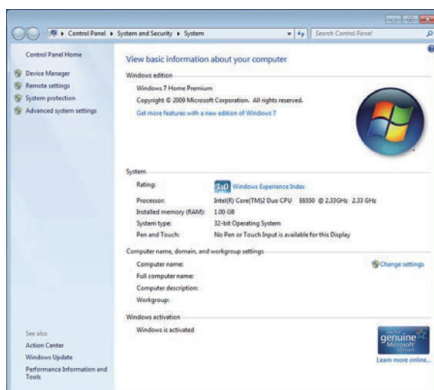 Control Panel ▸ System and Security ▸ System
Search Control Panel
Control Panel Home
Device Manager
Remote settings
System protection
Advanced system settings
See also
Action Center
Windows Update
Performance Information and
Tools
View basic information about your computer
Windows edition
Windows 7 Home Premium
Copyright © 2009 Microsoft Corporation. All rights reserved.
Get more features with a new edition of Windows 7
System
Rating: 1.0 Windows Experience Index
Processor: Intel(R) Core(TM)2 Duo CPU E6550 @ 2.33GHz 2.33 GHz
Installed memory (RAM): 1.00 GB
System type: 32-bit Operating System
Pen and Touch: No Pen or Touch Input is available for this Display
Computer name, domain, and workgroup settings
Computer name: Change settings
Full computer name:
Computer description:
Workgroup:
Windows activation
Windows is activated
genuine
Microsoft
Learn more online...